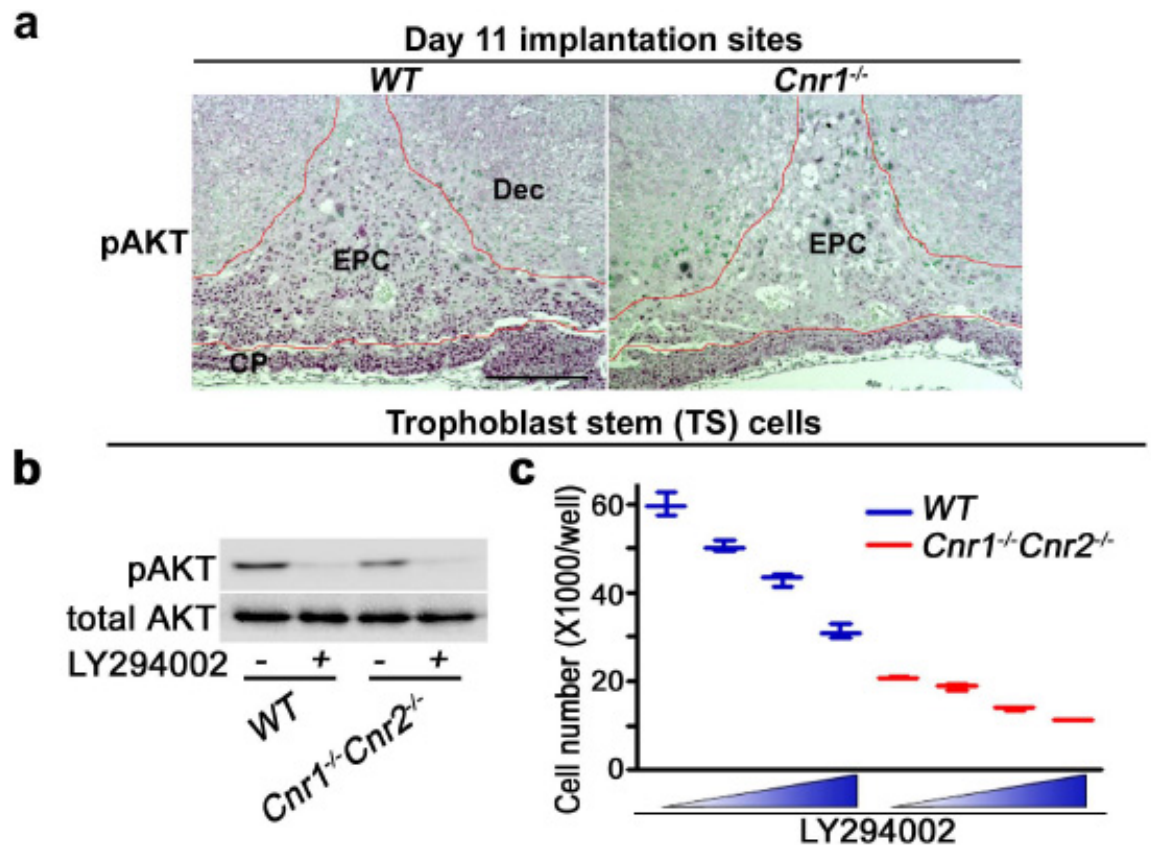 a
Day 11 implantation sites
WT Cnr1-/-
pAKT
Dec
EPC
EPC
CP
Trophoblast stem (TS) cells
b
pAKT
total AKT
LY294002 - + - +
WT
Cnr1-/-Cnr2-/-
c
Cell number (X1000/well)
60
40
20
0
WT
Cnr1-/-Cnr2-/-
LY294002